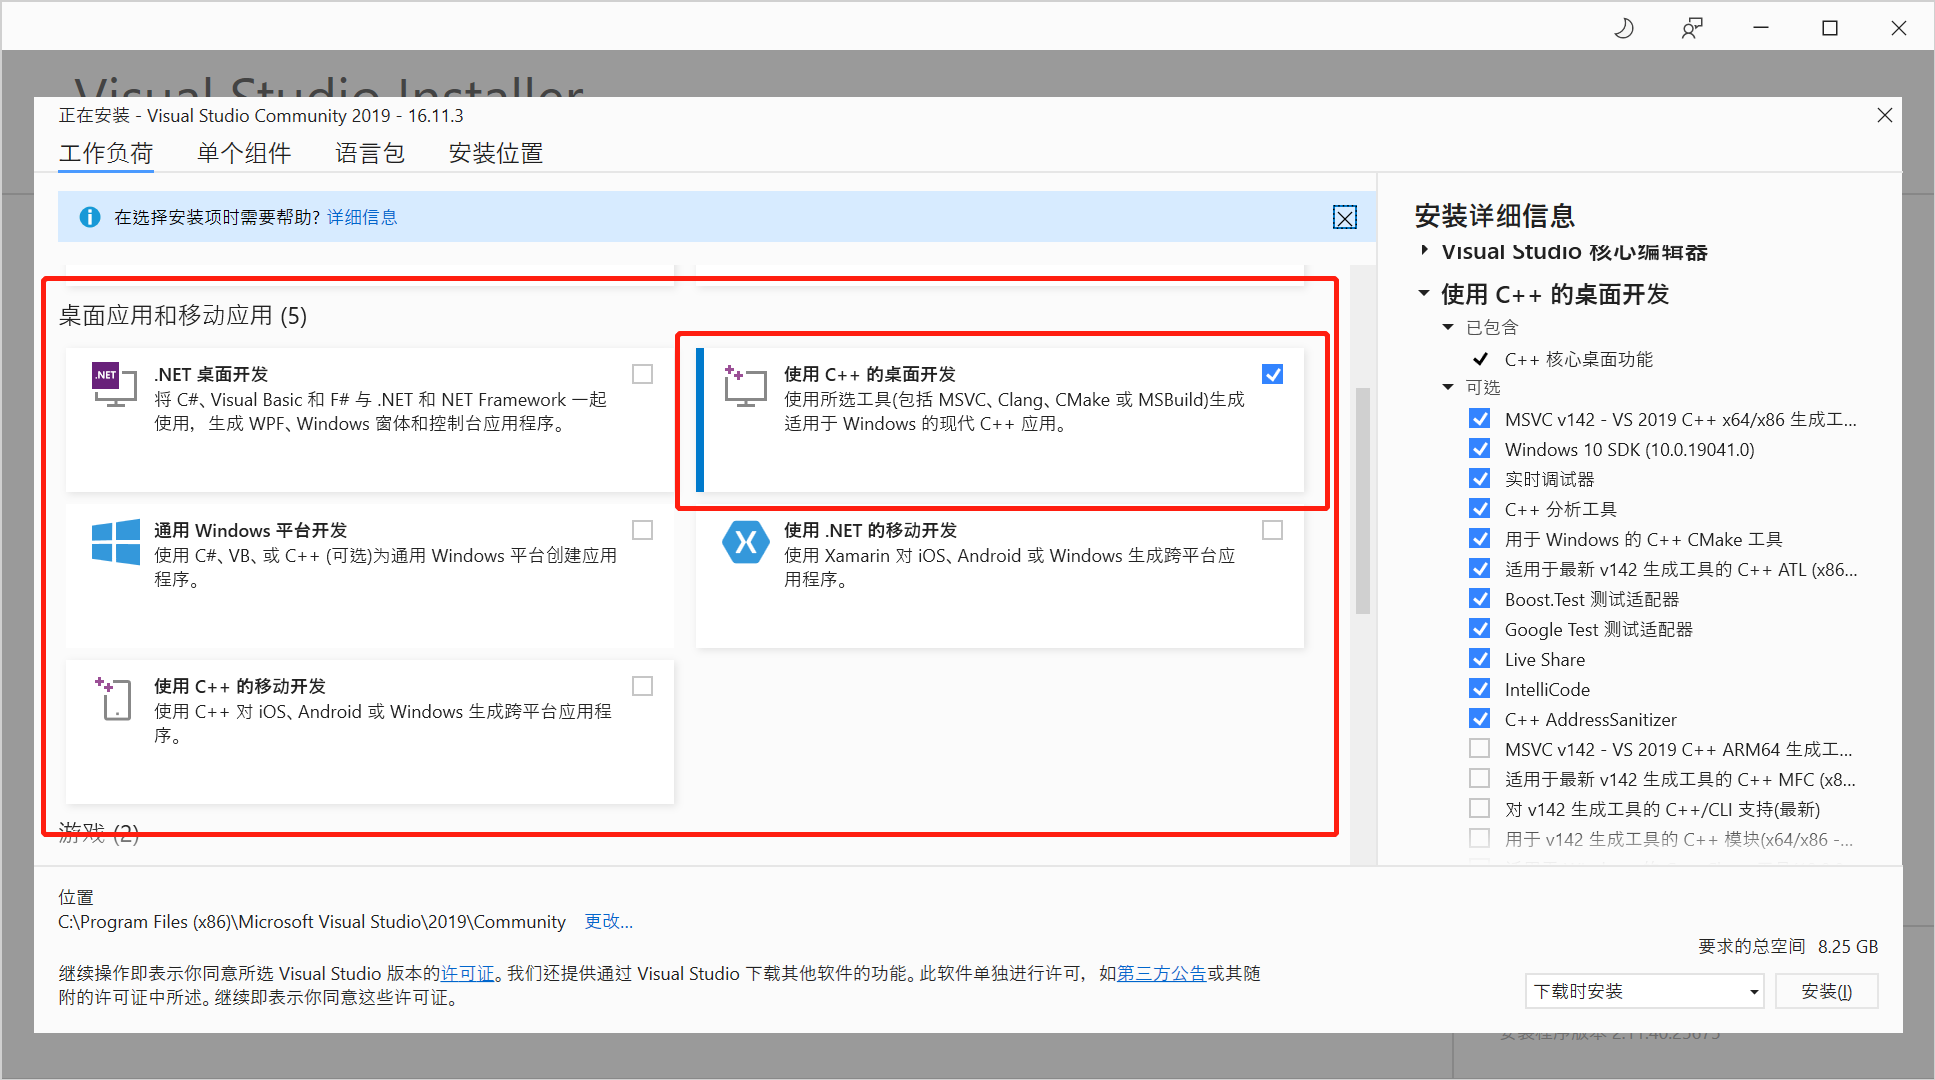 Visual Studio Installer
正在安装 - Visual Studio Community 2019 - 16.11.3
工作负荷 单个组件 语言包 安装位置
在选择安装项时需要帮助? 详细信息
桌面应用和移动应用 (5)
.NET
.NET 桌面开发
将 C#、Visual Basic 和 F# 与 .NET 和 NET Framework 一起
使用，生成 WPF、Windows 窗体和控制台应用程序。
使用 C++ 的桌面开发
使用所选工具(包括 MSVC、Clang、CMake 或 MSBuild)生成
适用于 Windows 的现代 C++ 应用。
通用 Windows 平台开发
使用 C#、VB、或 C++ (可选)为通用 Windows 平台创建应用
程序。
使用 .NET 的移动开发
使用 Xamarin 对 iOS、Android 或 Windows 生成跨平台应
用程序。
使用 C++ 的移动开发
使用 C++ 对 iOS、Android 或 Windows 生成跨平台应用程
序。
游戏 (2)
安装详细信息
Visual Studio 核心编辑器
使用 C++ 的桌面开发
已包含
C++ 核心桌面功能
可选
MSVC v142 - VS 2019 C++ x64/x86 生成工...
Windows 10 SDK (10.0.19041.0)
实时调试器
C++ 分析工具
用于 Windows 的 C++ CMake 工具
适用于最新 v142 生成工具的 C++ ATL (x86...
Boost.Test 测试适配器
Google Test 测试适配器
Live Share
IntelliCode
C++ AddressSanitizer
MSVC v142 - VS 2019 C++ ARM64 生成工...
适用于最新 v142 生成工具的 C++ MFC (x8...
对 v142 生成工具的 C++/CLI 支持(最新)
用于 v142 生成工具的 C++ 模块(x64/x86 -...
位置
C:\Program Files (x86)\Microsoft Visual Studio\2019\Community 更改...
继续操作即表示你同意所选 Visual Studio 版本的许可证。我们还提供通过 Visual Studio 下载其他软件的功能。此软件单独进行许可，如第三方公告或其随
附的许可证中所述。继续即表示你同意这些许可证。
要求的总空间 8.25 GB
下载时安装 安装(I)